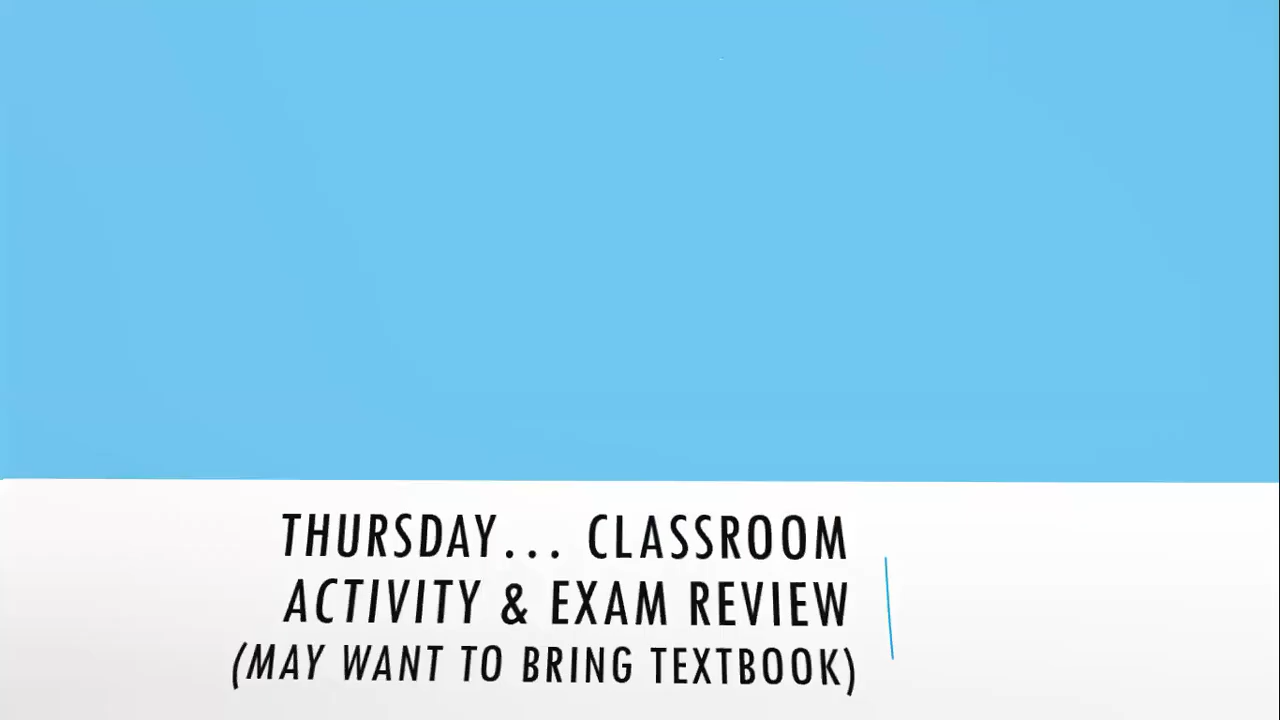 THURSDAY... CLASSROOM
ACTIVITY & EXAM REVIEW
(MAY WANT TO BRING TEXTBOOK)